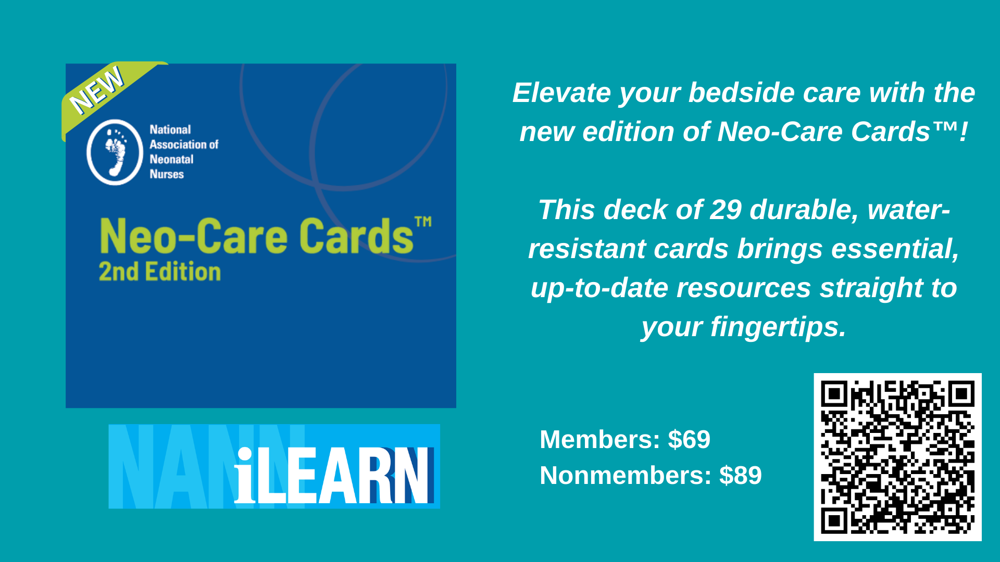 NEW
National
Association of
Neonatal
Nurses
Neo-Care Cards™
2nd Edition
NANN
iLEARN
Elevate your bedside care with the
new edition of Neo-Care Cards™!
This deck of 29 durable, water-
resistant cards brings essential,
up-to-date resources straight to
your fingertips.
Members: $69
Nonmembers: $89